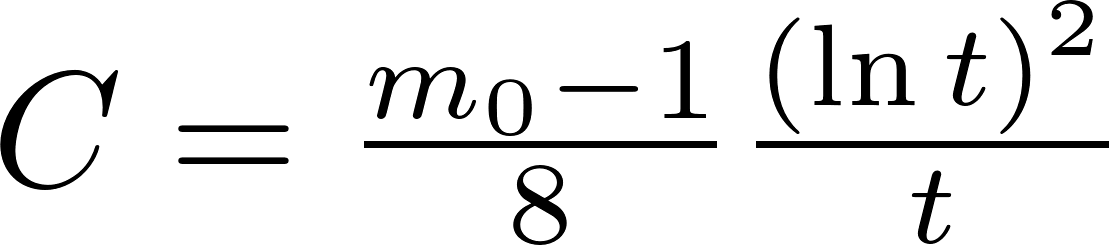 C = \frac{m_0 - 1}{8} \frac{(\ln t)^2}{t}